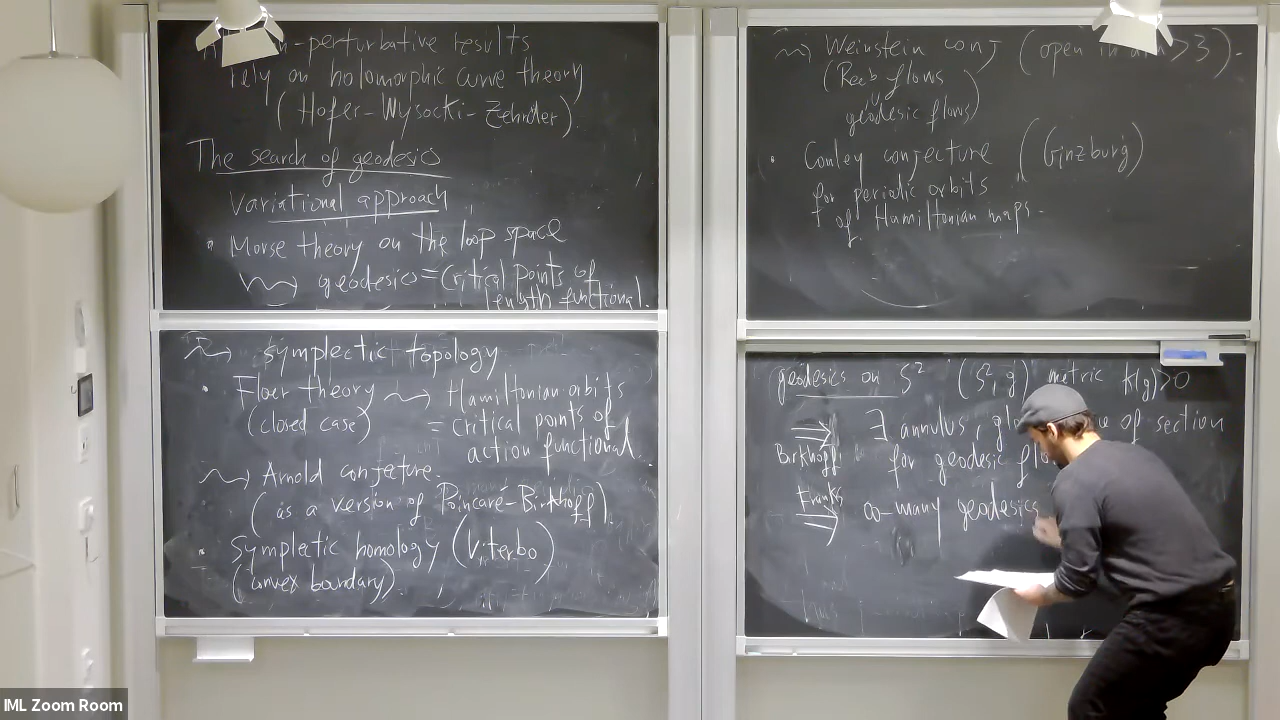 -perturbative results
rely on holomorphic curve theory
(Hofer-Wysocki-Zehnder).
The search of geodesics
Variational approach
• Morse theory on the loop space
⇝ geodesics = critical points of
length functional.
⇝ symplectic topology
• Floer theory ⇝ Hamiltonian orbits
(closed case) = critical points of
action functional.
⇝ Arnold conjecture.
(as a version of Poincaré-Birkhoff).
• Symplectic homology (Viterbo)
(convex boundary).
⇝ Weinstein conj (open in >3).
(Reeb flows
∪
geodesic flows)
• Conley conjecture (Ginzburg)
for periodic orbits
of Hamiltonian maps.
geodesics on S² (S², g) metric K(g)>0
⇒ ∃ annulus, of section
Birkhoff for geodesic
Franks ⇒ ∞-many geodesics
IML Zoom Room